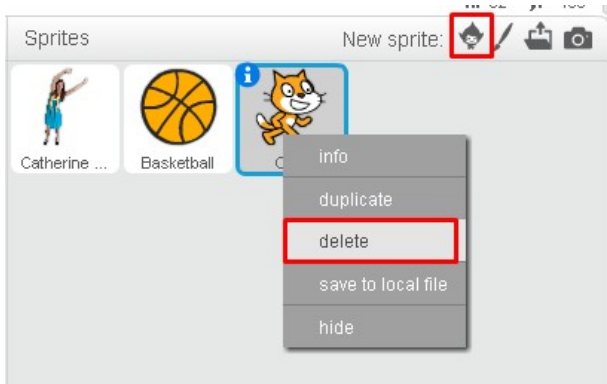 Sprites New sprite:
Catherine ... Basketball
info
duplicate
delete
save to local file
hide